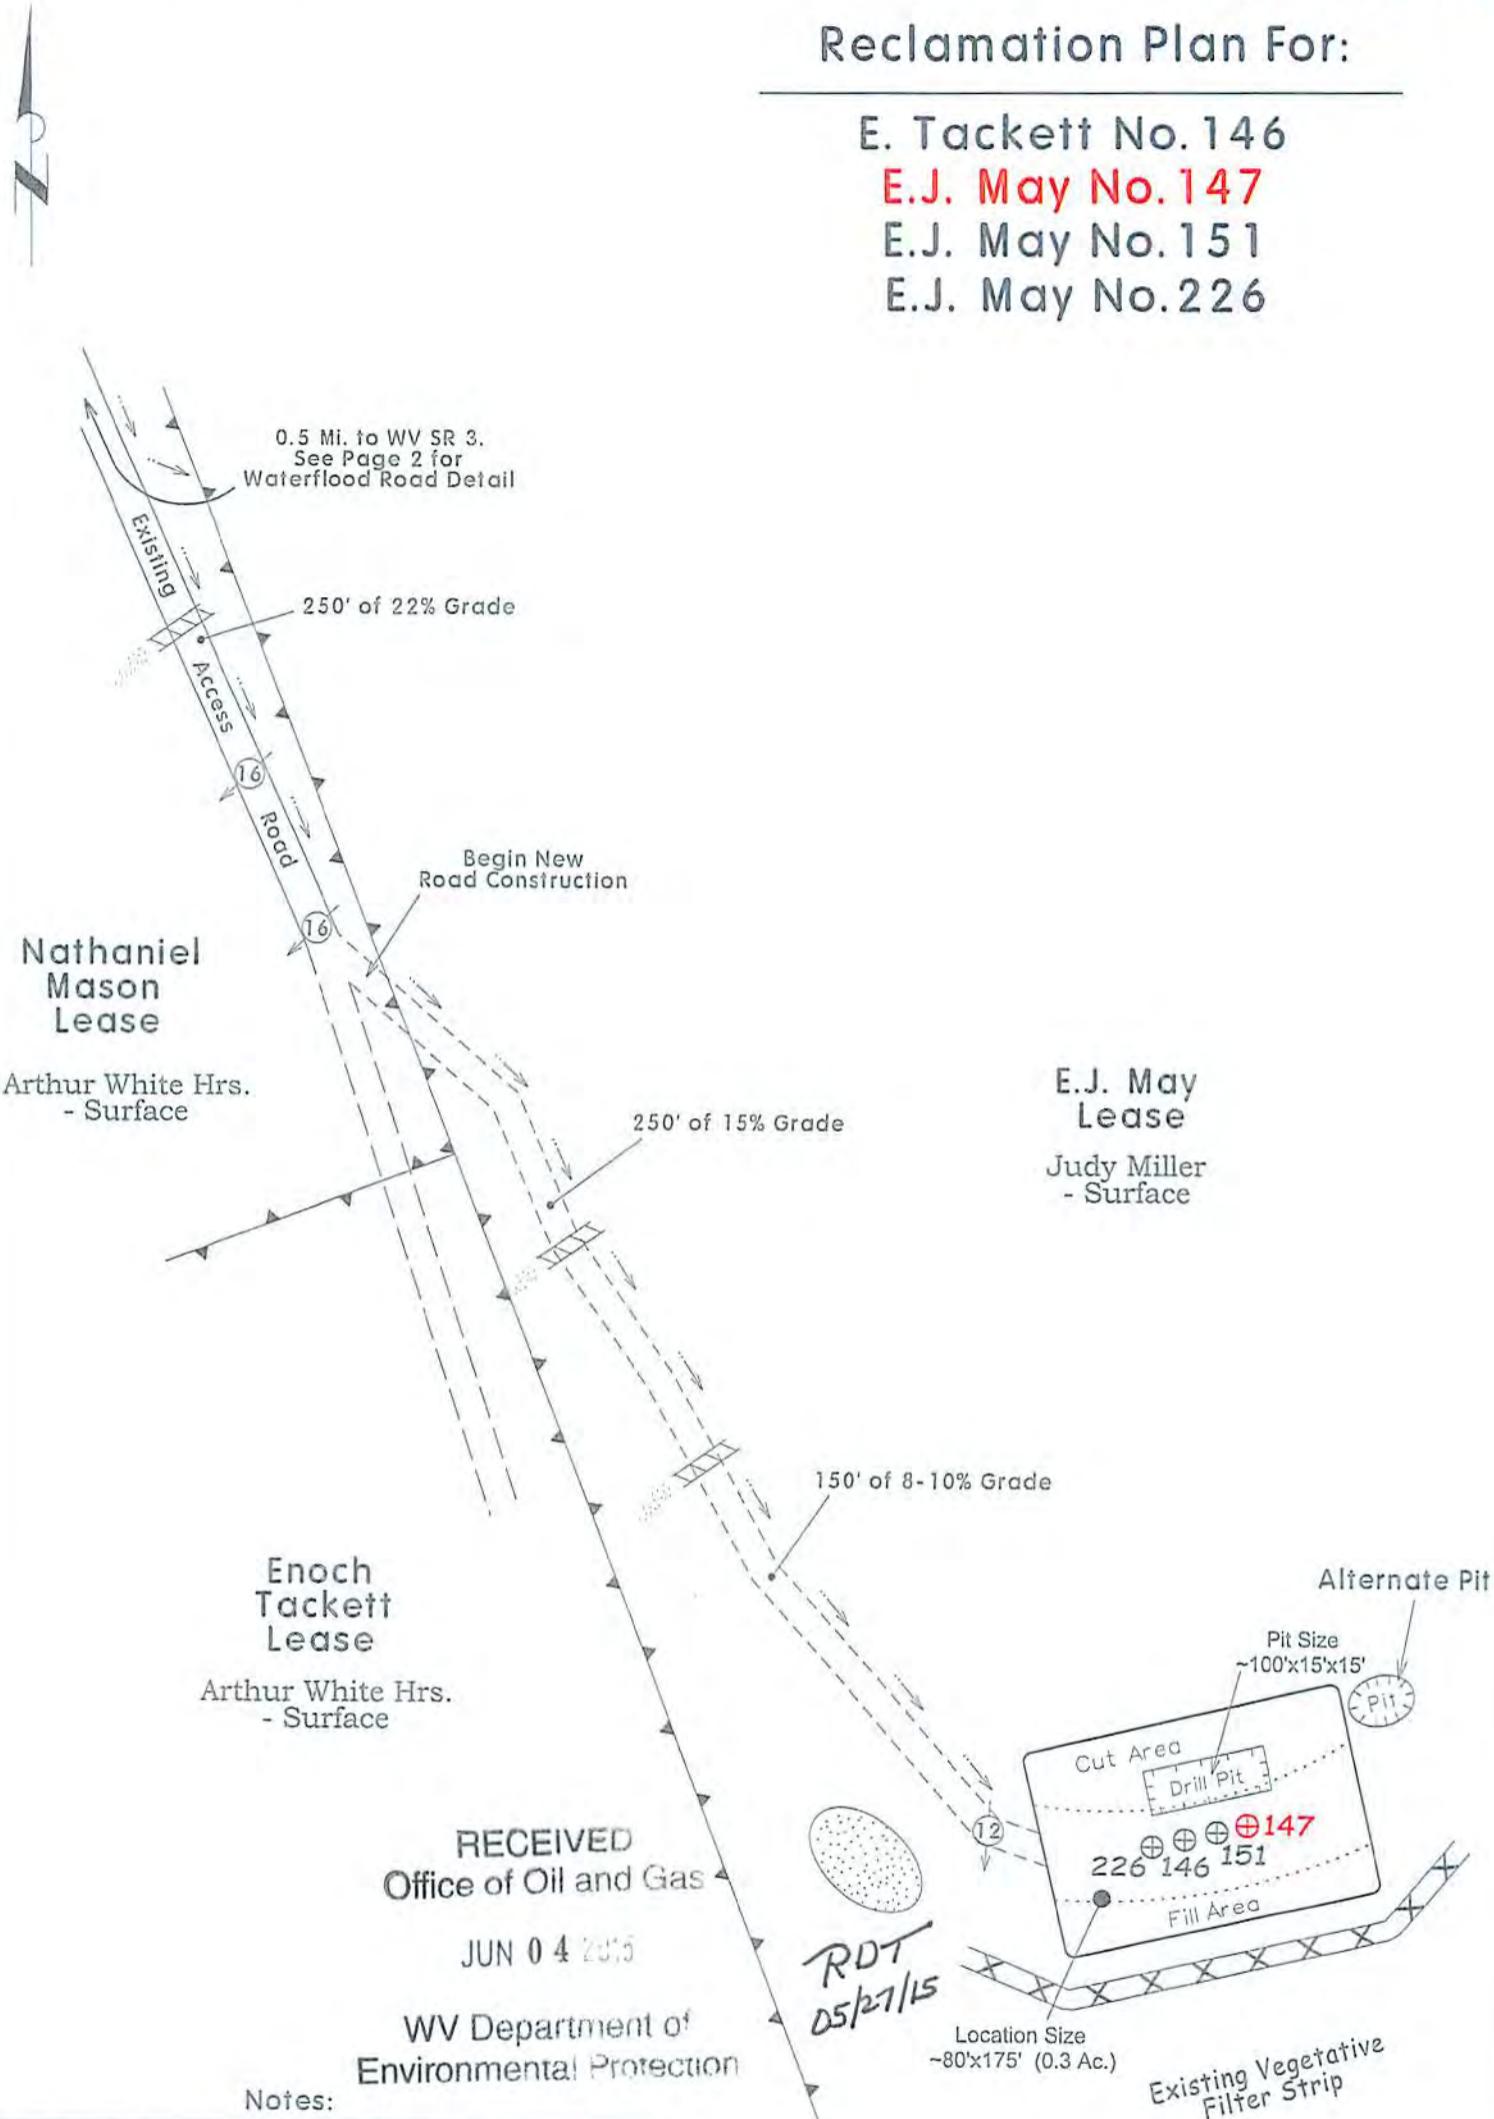 Reclamation Plan For:
E. Tackett No. 146
E.J. May No. 147
E.J. May No. 151
E.J. May No. 226
N
0.5 Mi. to WV SR 3.
See Page 2 for
Waterflood Road Detail
Existing
250' of 22% Grade
Access
16
Road
Begin New
Road Construction
16
Nathaniel
Mason
Lease
Arthur White Hrs.
- Surface
E.J. May
Lease
Judy Miller
- Surface
250' of 15% Grade
150' of 8-10% Grade
Enoch
Tackett
Lease
Arthur White Hrs.
- Surface
Alternate Pit
Pit Size
~100'x15'x15'
Pit
Cut Area
Drill Pit
12
147
226 146 151
Fill Area
RECEIVED
Office of Oil and Gas
JUN 04 2015
WV Department of
Environmental Protection
RDT
05/27/15
Location Size
~80'x175' (0.3 Ac.)
Existing Vegetative
Filter Strip
Notes: